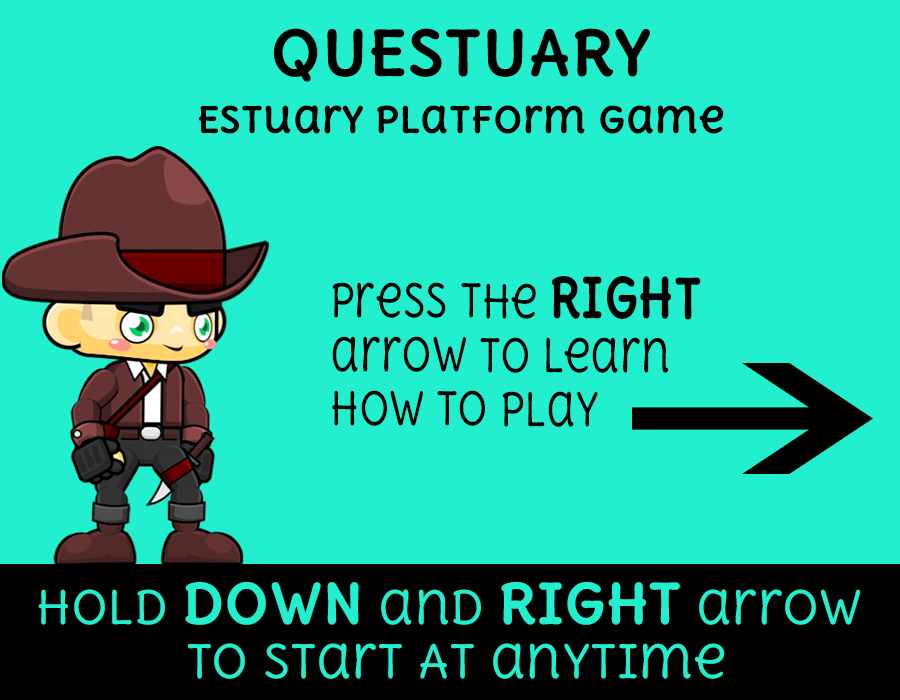 QUESTUARY
ESTUARY PLATFORM GAME
PRESS THE RIGHT
ARROW TO LEARN
HOW TO PLAY
HOLD DOWN AND RIGHT ARROW
TO START AT ANYTIME